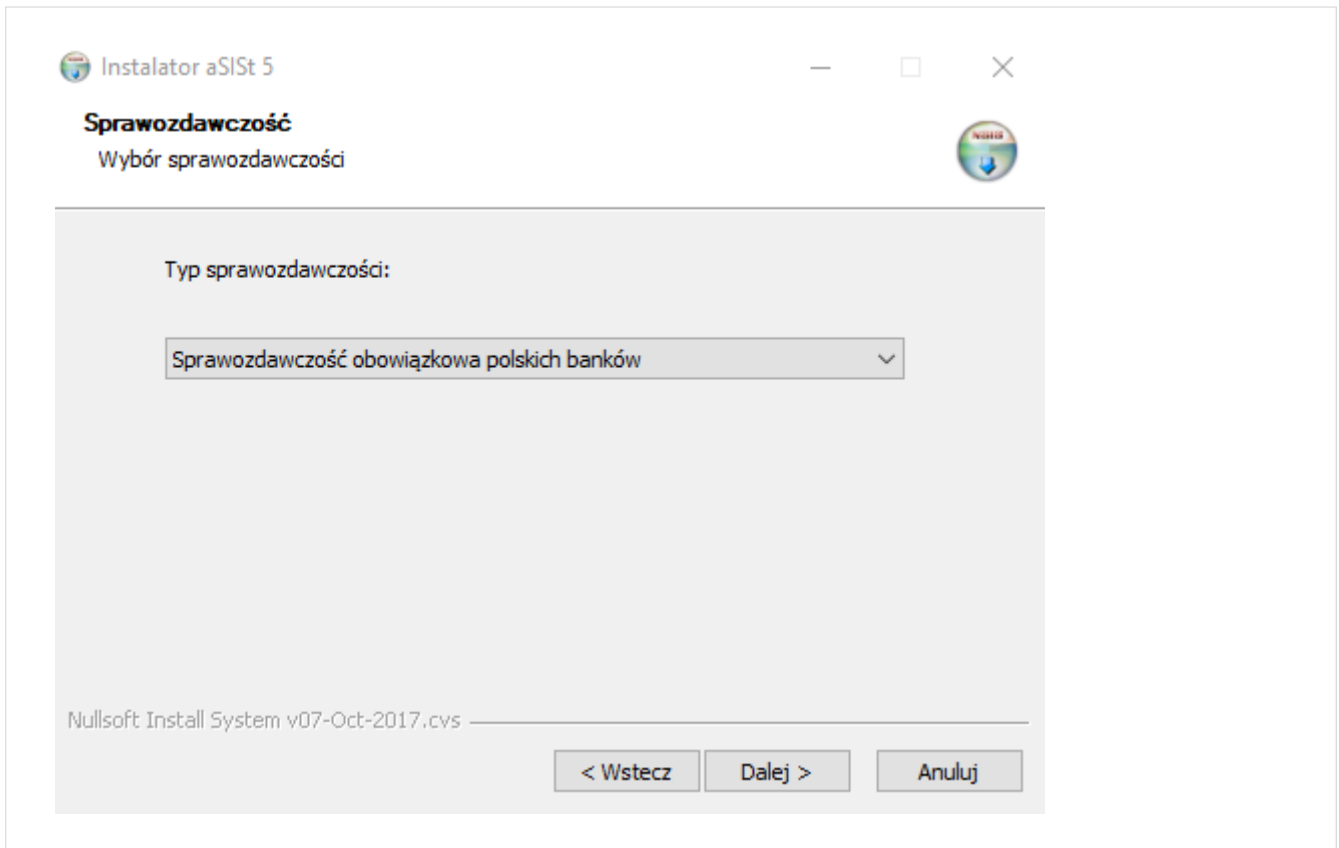 Instalator aSISt 5
Sprawozdawczość
Wybór sprawozdawczości
Typ sprawozdawczości:
Sprawozdawczość obowiązkowa polskich banków
Nullsoft Install System v07-Oct-2017.cvs
< Wstecz Dalej > Anuluj